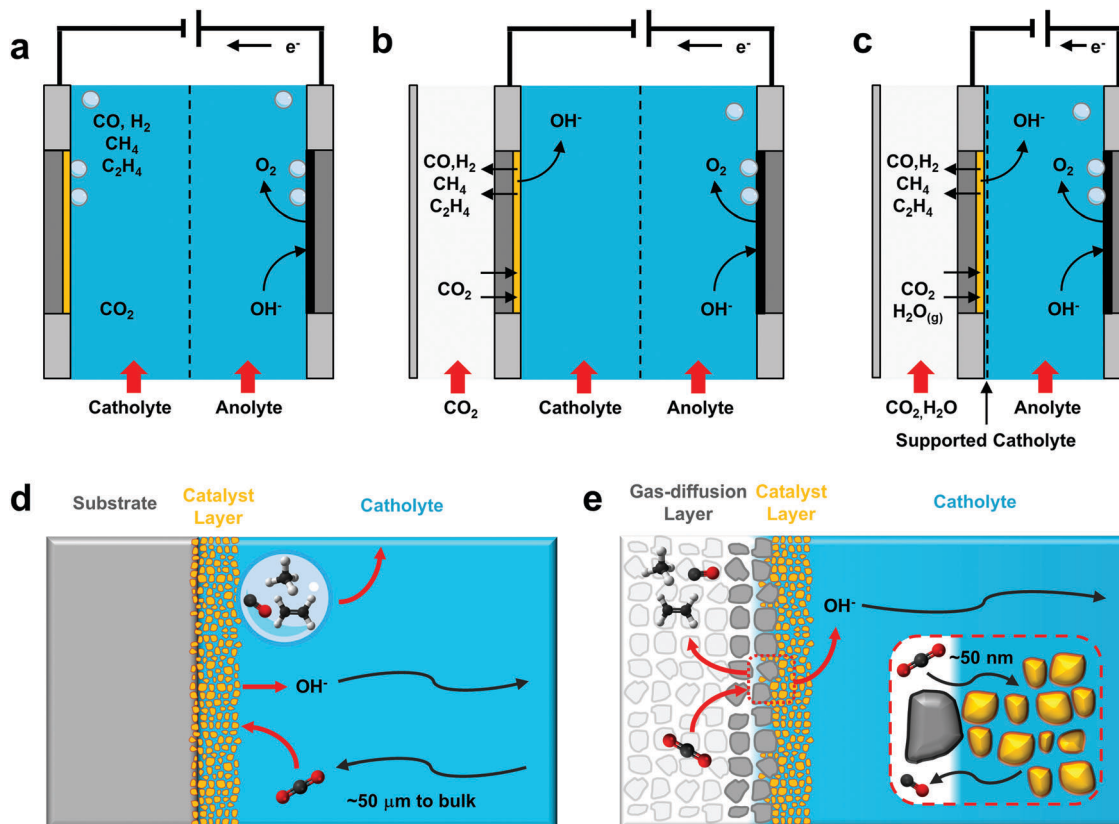 a
e-
CO, H2
CH4
C2H4
O2
CO2
OH-
Catholyte
Anolyte
b
e-
OH-
CO,H2
CH4
C2H4
O2
CO2
OH-
CO2
Catholyte
Anolyte
c
e-
OH-
CO,H2
CH4
C2H4
O2
CO2
H2O(g)
OH-
CO2,H2O
Anolyte
Supported Catholyte
d
Substrate
Catalyst
Layer
Catholyte
OH-
~50 μm to bulk
e
Gas-diffusion
Layer
Catalyst
Layer
Catholyte
OH-
~50 nm